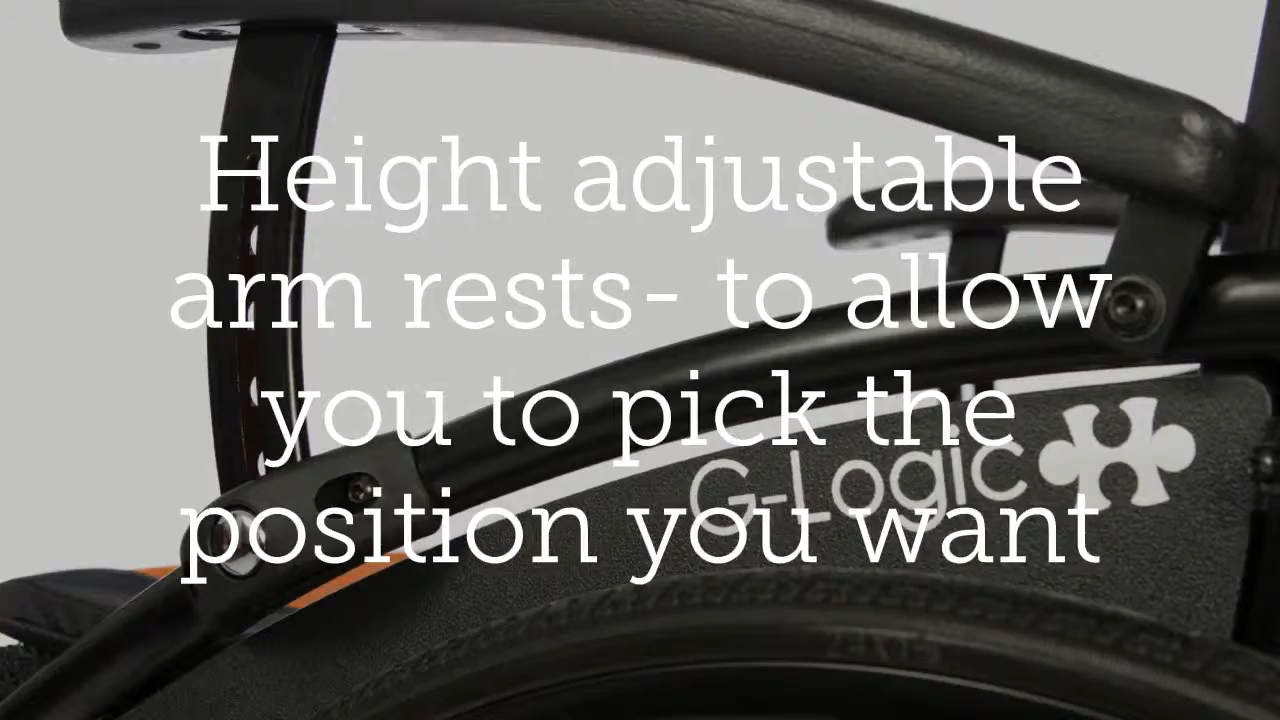 Height adjustable
arm rests- to allow
you to pick the
G-Logic
position you want